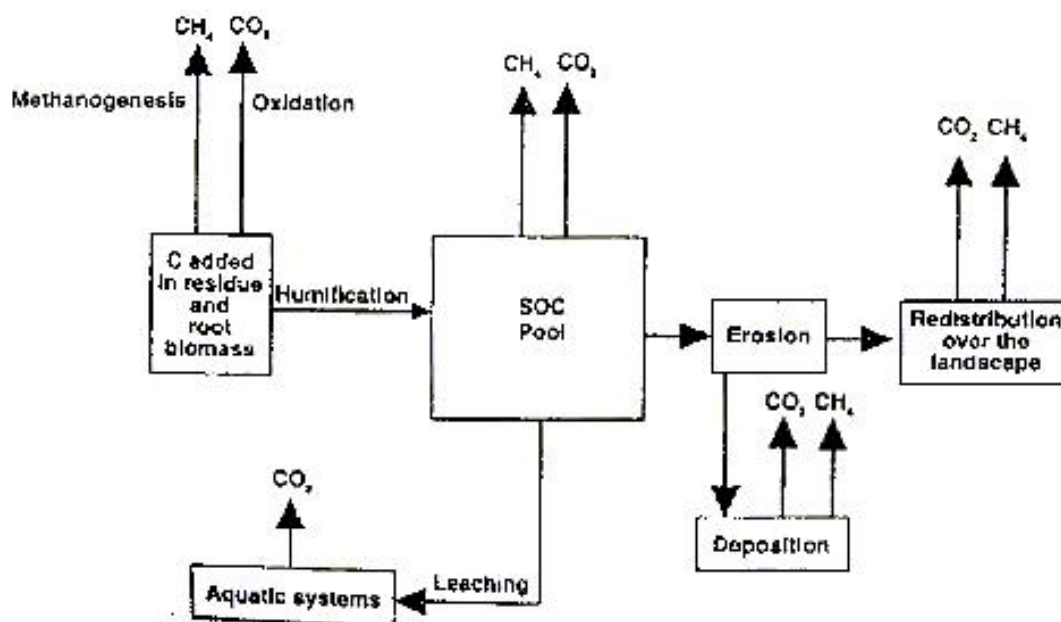 CH₄ CO₂
Methanogenesis
Oxidation
CH₄ CO₂
CO₂ CH₄
C added
in residue
and
root
biomass
Humification
SOC
Pool
Erosion
Redistribution
over the
landscape
CO₂ CH₄
Deposition
CO₂
Leaching
Aquatic systems